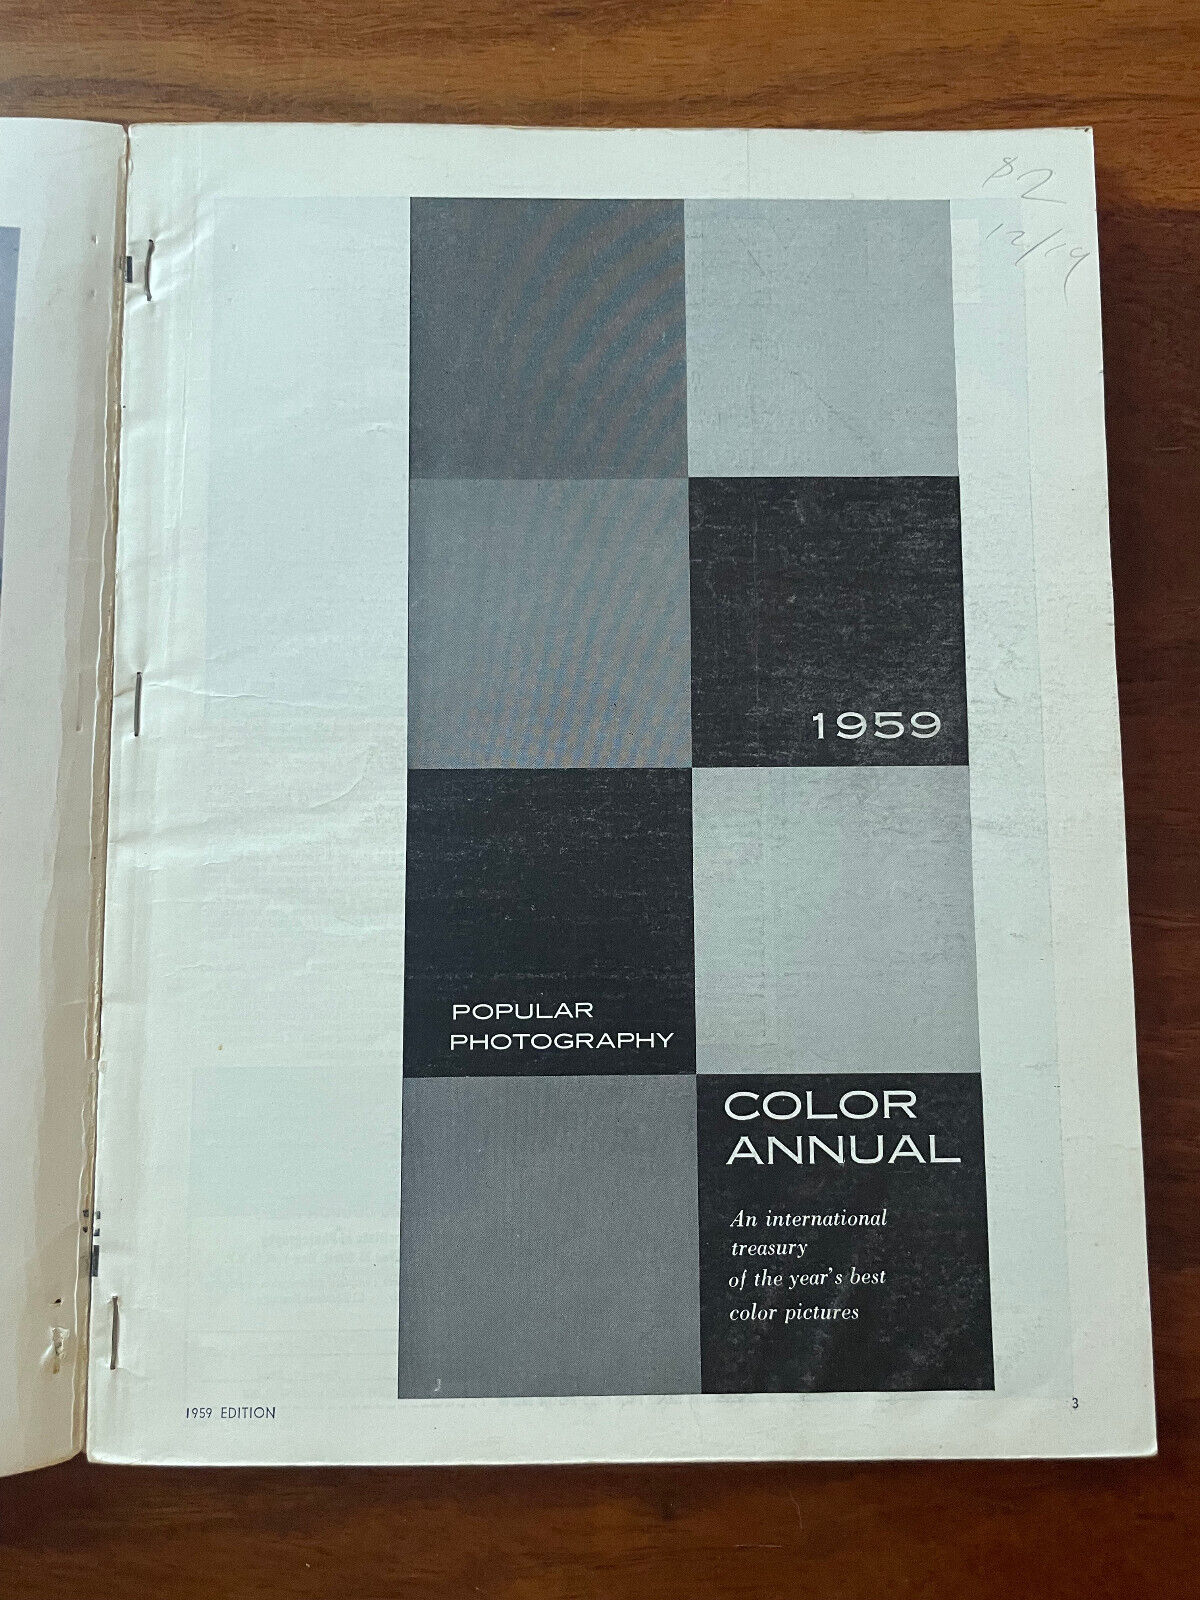 $2
12/19
1959
POPULAR
PHOTOGRAPHY
COLOR
ANNUAL
An international
treasury
of the year's best
color pictures
1959 EDITION
3